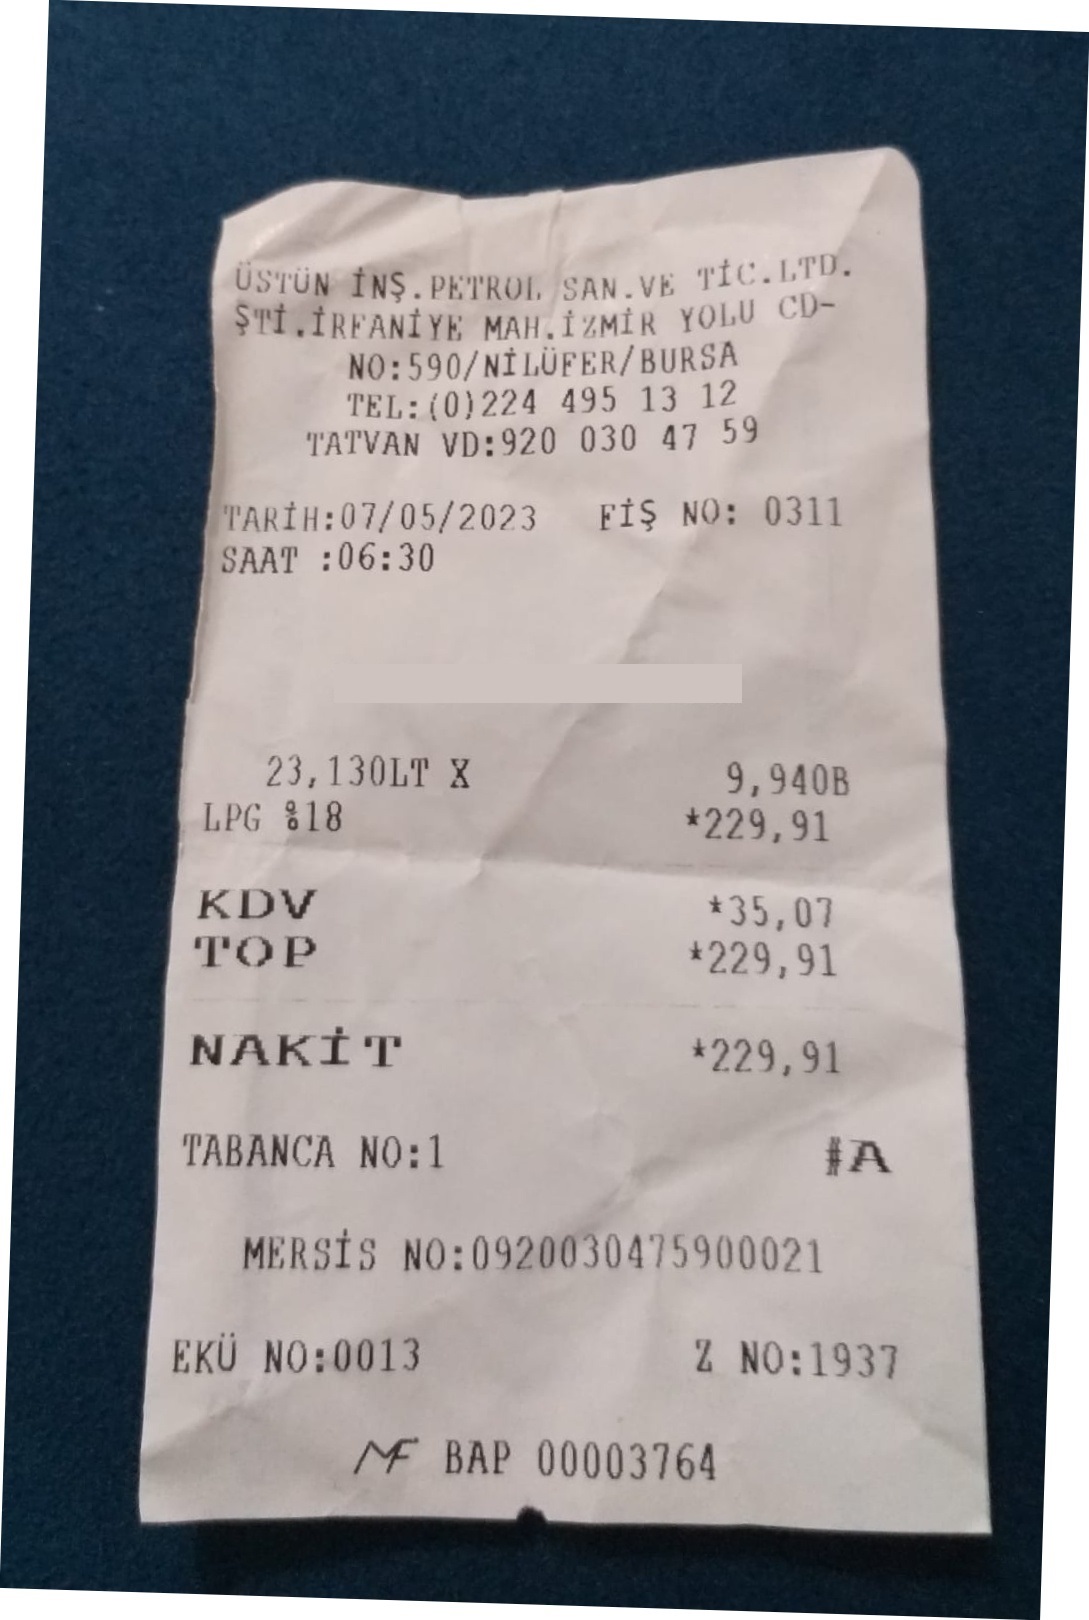 ÜSTÜN İNŞ.PETROL SAN.VE TİC.LTD.
ŞTİ.İRFANİYE MAH.İZMİR YOLU CD-
NO:590/NİLÜFER/BURSA
TEL:(0)224 495 13 12
TATVAN VD:920 030 47 59
TARİH:07/05/2023 FİŞ NO: 0311
SAAT :06:30
23,130LT X 9,940B
LPG %18 *229,91
KDV *35,07
TOP *229,91
NAKİT *229,91
TABANCA NO:1 #A
MERSİS NO:0920030475900021
EKÜ NO:0013 Z NO:1937
MF BAP 00003764